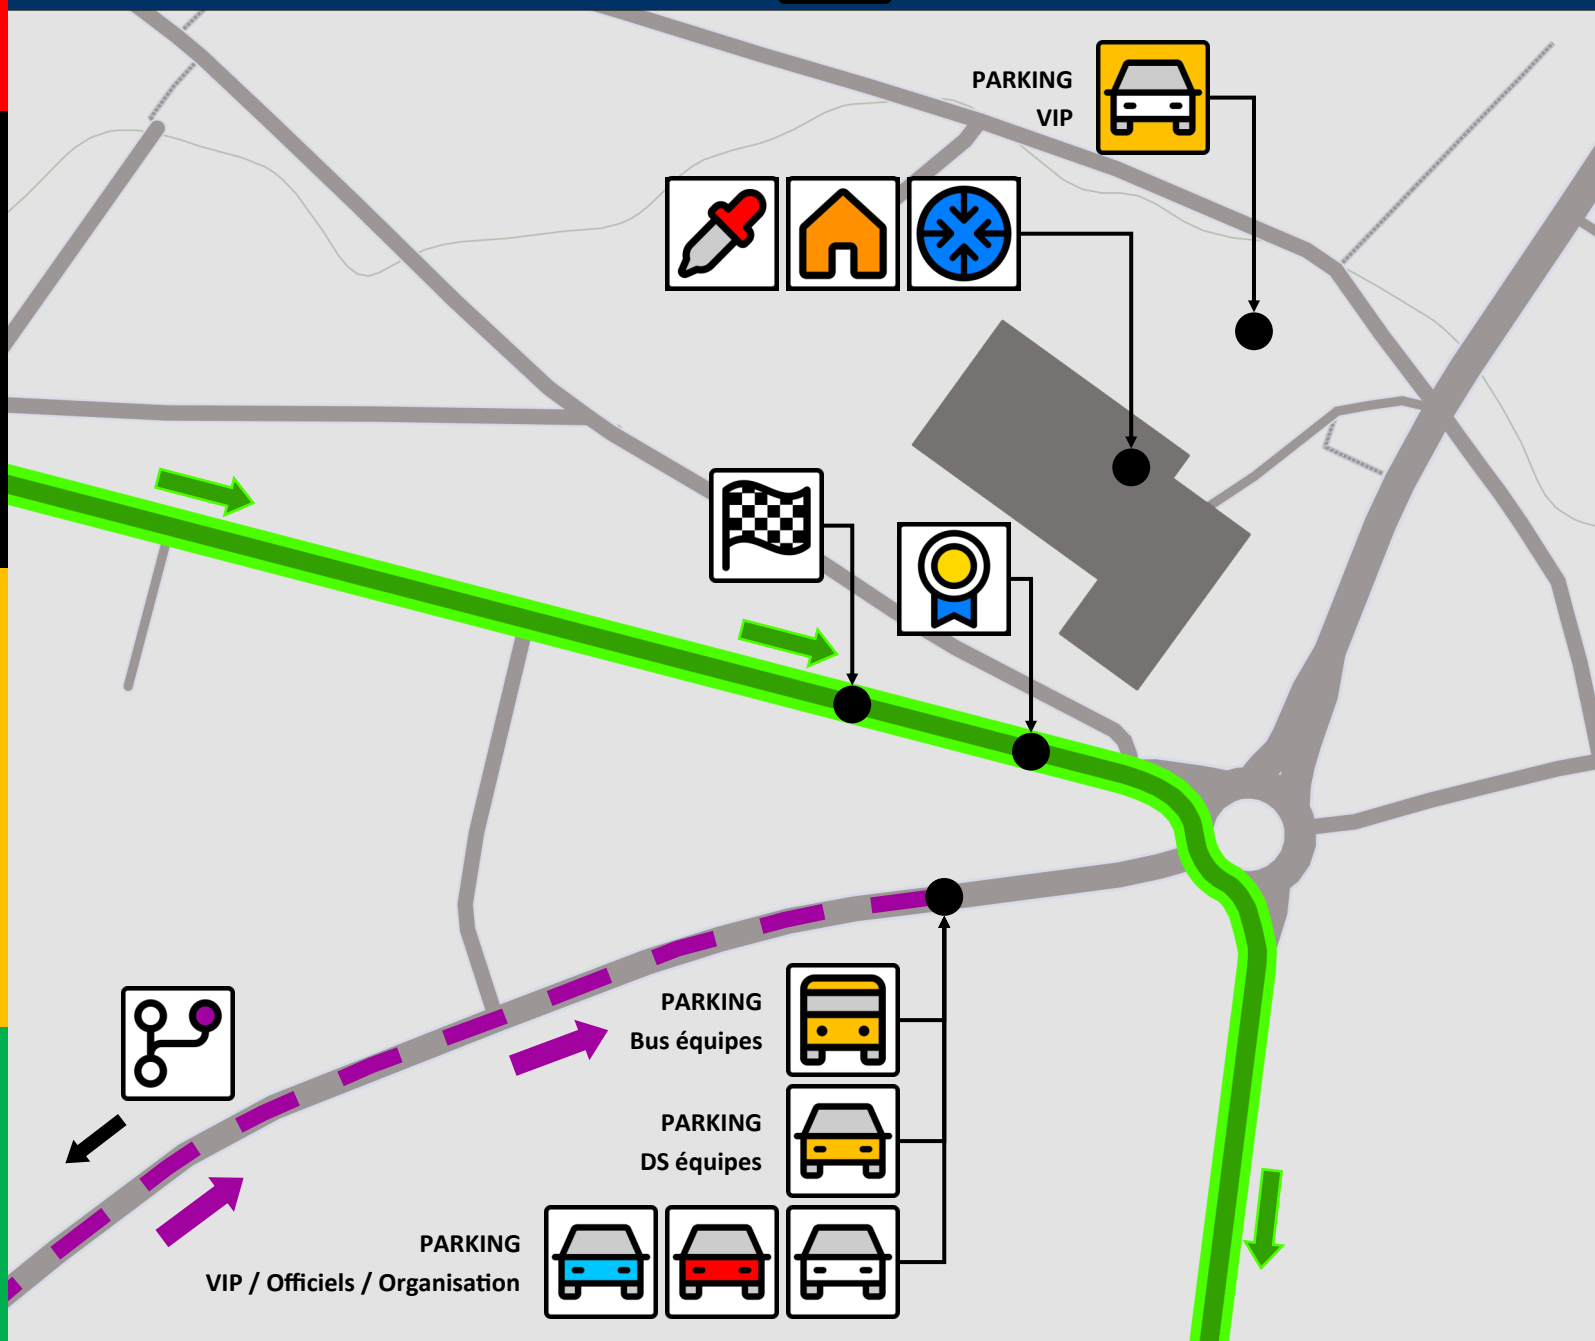 PARKING
VIP
PARKING
Bus équipes
PARKING
DS équipes
PARKING
VIP / Officiels / Organisation